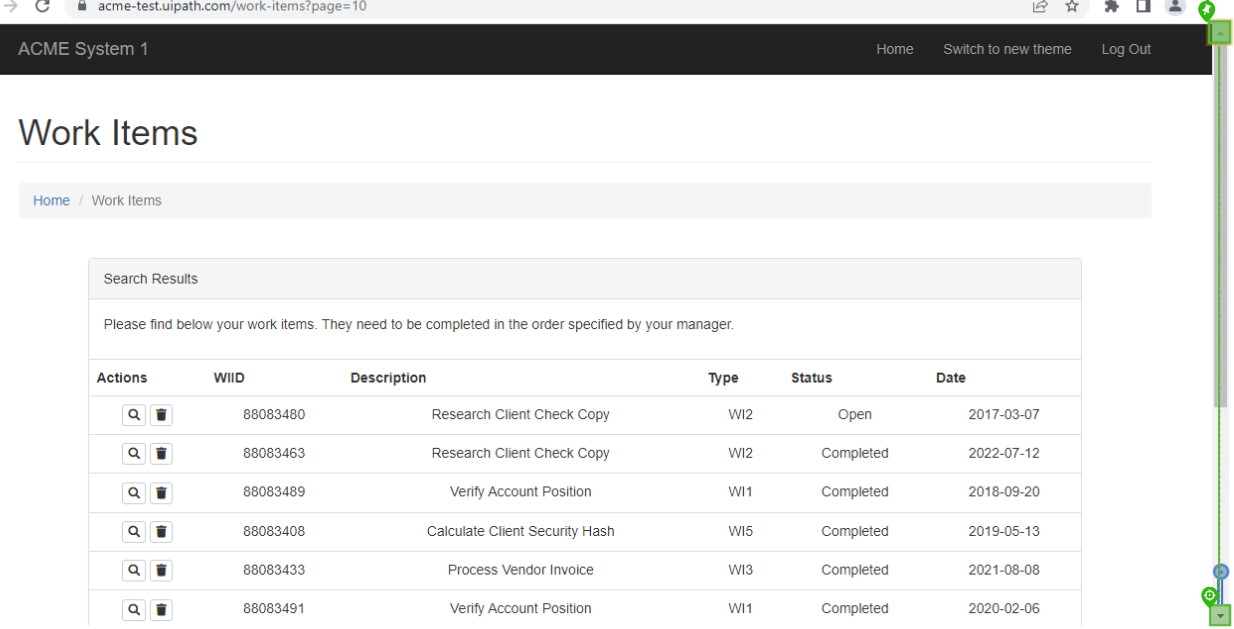 acme-test.uipath.com/work-items?page=10
ACME System 1 Home Switch to new theme Log Out
Work Items
Home / Work Items
Search Results
Please find below your work items. They need to be completed in the order specified by your manager.
Actions WIID Description Type Status Date
88083480 Research Client Check Copy WI2 Open 2017-03-07
88083463 Research Client Check Copy WI2 Completed 2022-07-12
88083489 Verify Account Position WI1 Completed 2018-09-20
88083408 Calculate Client Security Hash WI5 Completed 2019-05-13
88083433 Process Vendor Invoice WI3 Completed 2021-08-08
88083491 Verify Account Position WI1 Completed 2020-02-06